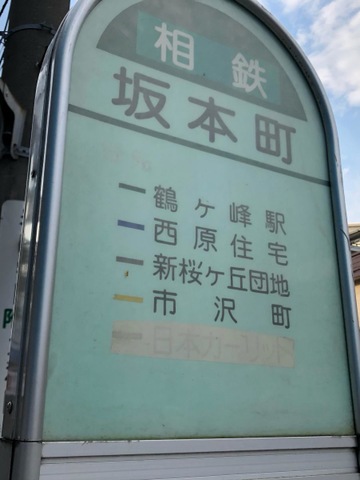 相鉄
坂本町
鶴ヶ峰駅
西原住宅
新桜ヶ丘団地
市沢町
日本カーリット